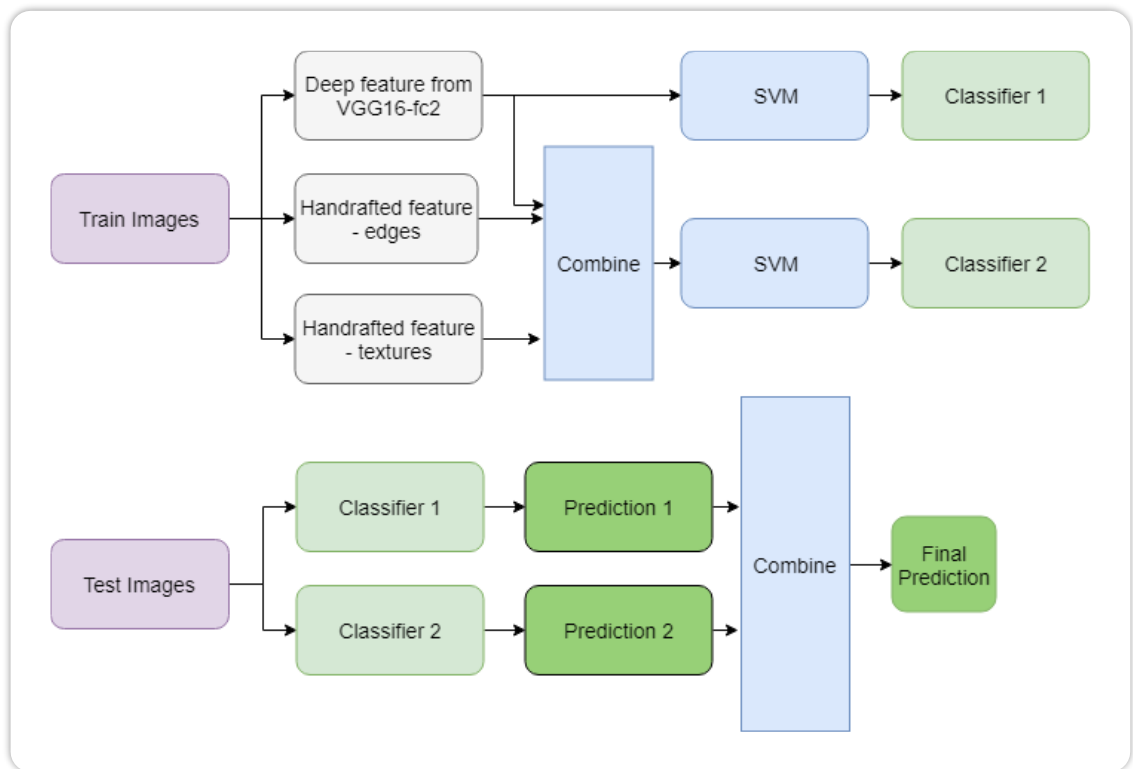 Deep feature from
VGG16-fc2
SVM
Classifier 1
Train Images
Handrafted feature
- edges
Combine
SVM
Classifier 2
Handrafted feature
- textures
Test Images
Classifier 1
Prediction 1
Combine
Final
Prediction
Classifier 2
Prediction 2